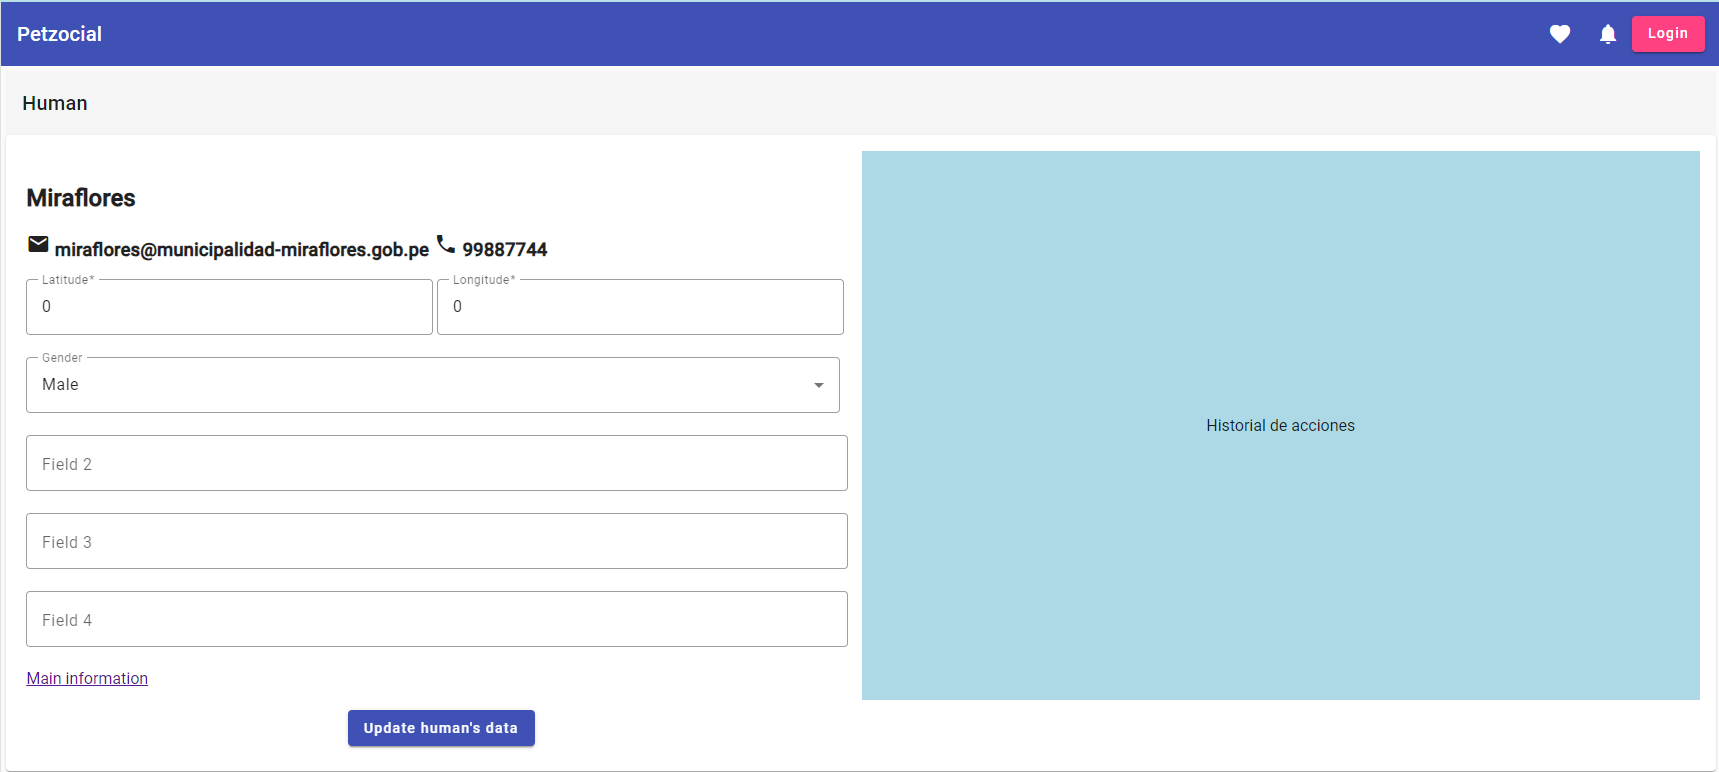 Petzocial
Login
Human
Miraflores
miraflores@municipalidad-miraflores.gob.pe 99887744
Latitude* Longitude*
0 0
Gender
Male
Field 2
Field 3
Field 4
Main information
Update human's data
Historial de acciones